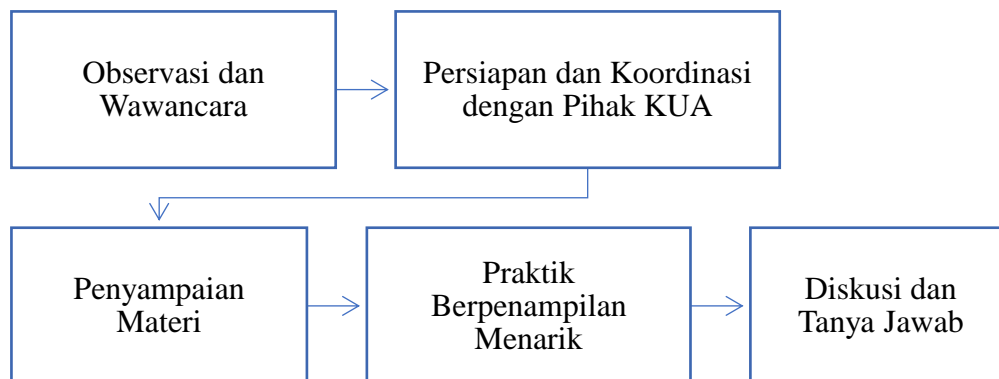 Observasi dan
Wawancara
Persiapan dan Koordinasi
dengan Pihak KUA
Penyampaian
Materi
Praktik
Berpenampilan
Menarik
Diskusi dan
Tanya Jawab